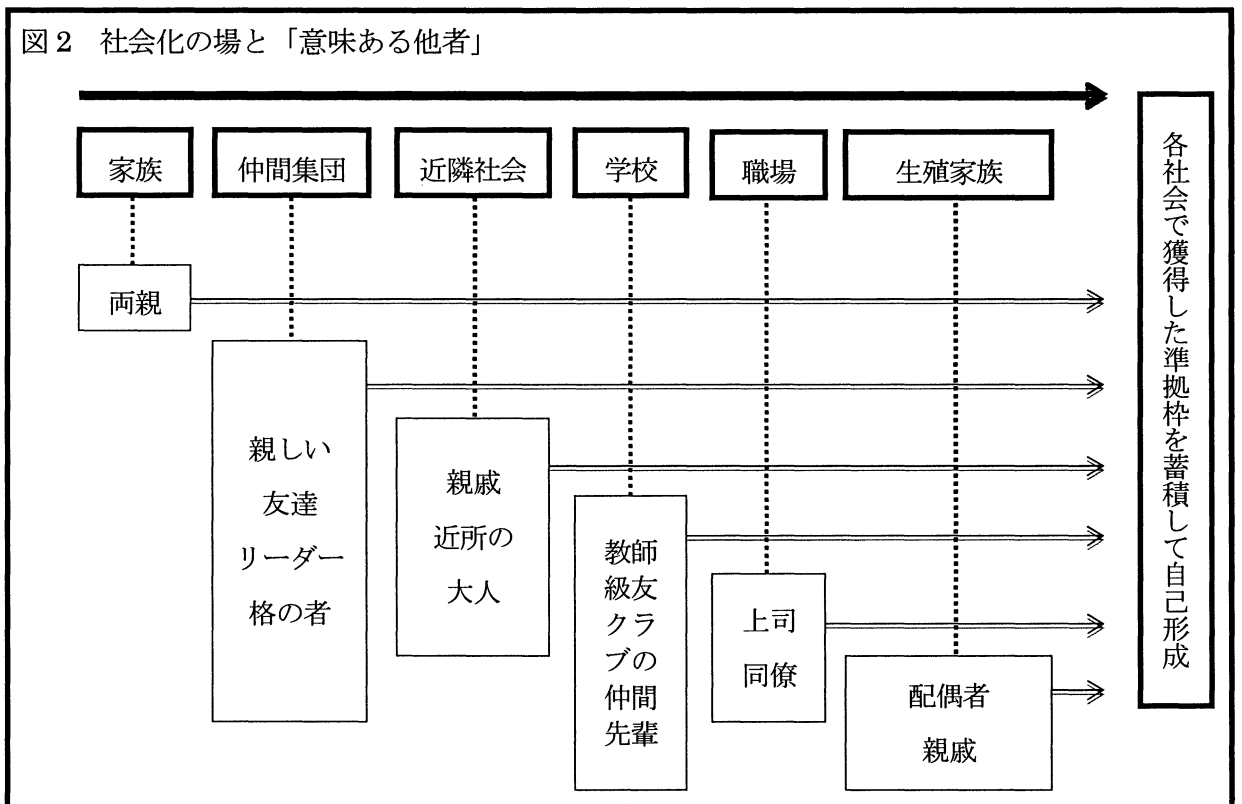 図2　社会化の場と「意味ある他者」
家族
仲間集団
近隣社会
学校
職場
生殖家族
両親
親しい
友達
リーダー
格の者
親戚
近所の
大人
教師
級友
クラ
ブの
仲間
先輩
上司
同僚
配偶者
親戚
各社会で獲得した準拠枠を蓄積して自己形成